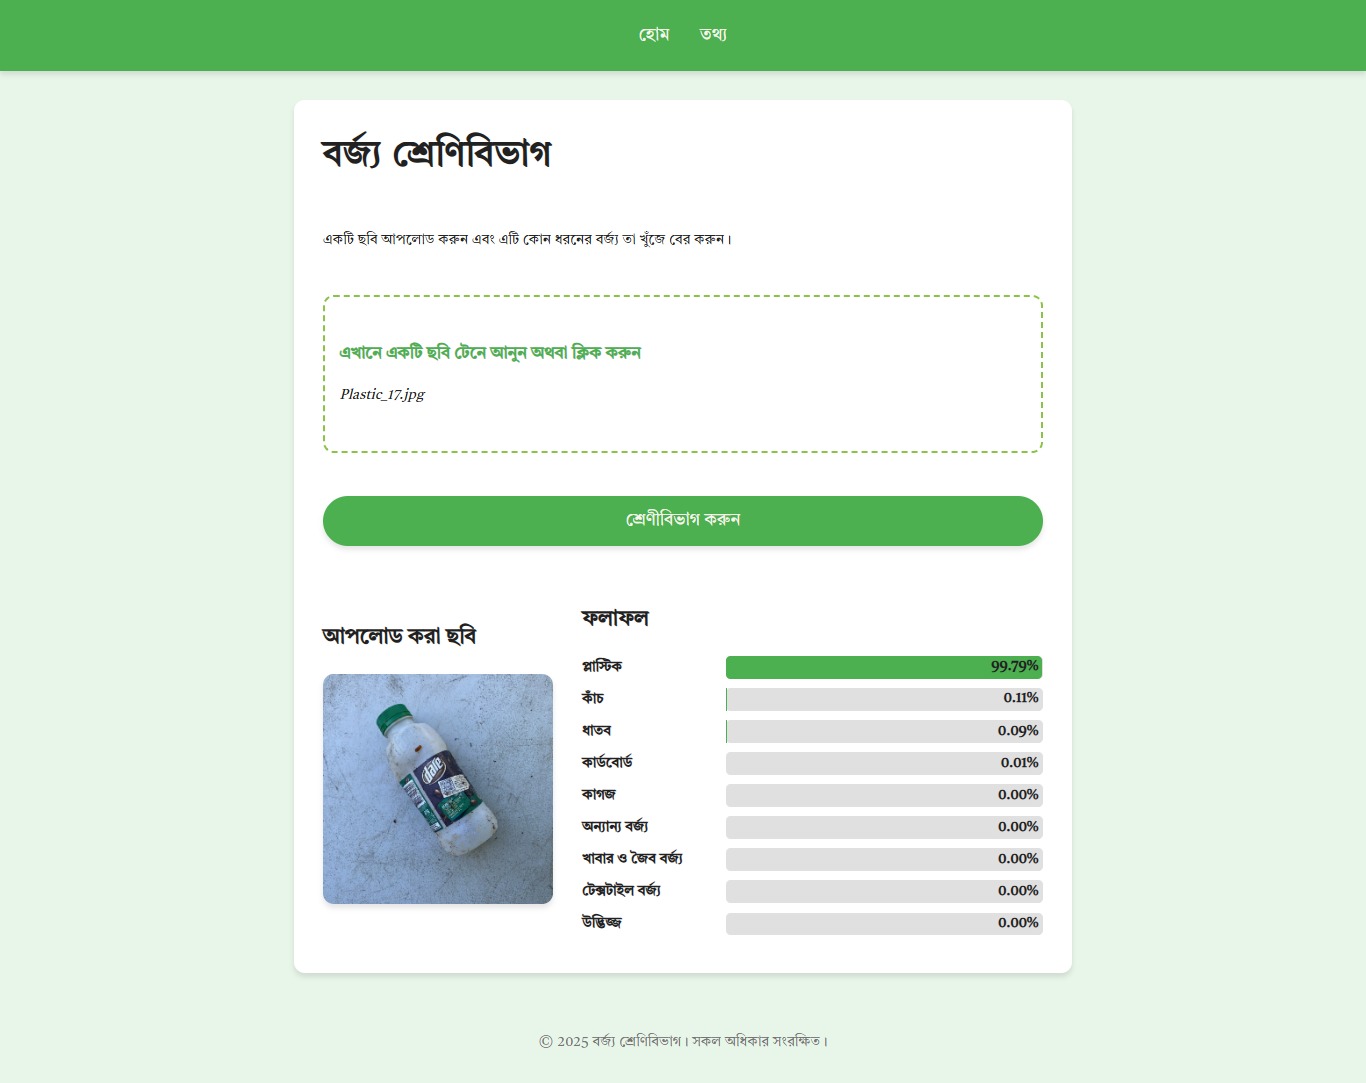 হোম তথ্য
বর্জ্য শ্রেণিবিভাগ
একটি ছবি আপলোড করুন এবং এটি কোন ধরনের বর্জ্য তা খুঁজে বের করুন।
এখানে একটি ছবি টেনে আনুন অথবা ক্লিক করুন
Plastic_17.jpg
শ্রেণীবিভাগ করুন
আপলোড করা ছবি
dare
ফলাফল
প্লাস্টিক 99.79%
কাঁচ 0.11%
ধাতব 0.09%
কার্ডবোর্ড 0.01%
কাগজ 0.00%
অন্যান্য বর্জ্য 0.00%
খাবার ও জৈব বর্জ্য 0.00%
টেক্সটাইল বর্জ্য 0.00%
উদ্ভিজ্জ 0.00%
© 2025 বর্জ্য শ্রেণিবিভাগ। সকল অধিকার সংরক্ষিত।